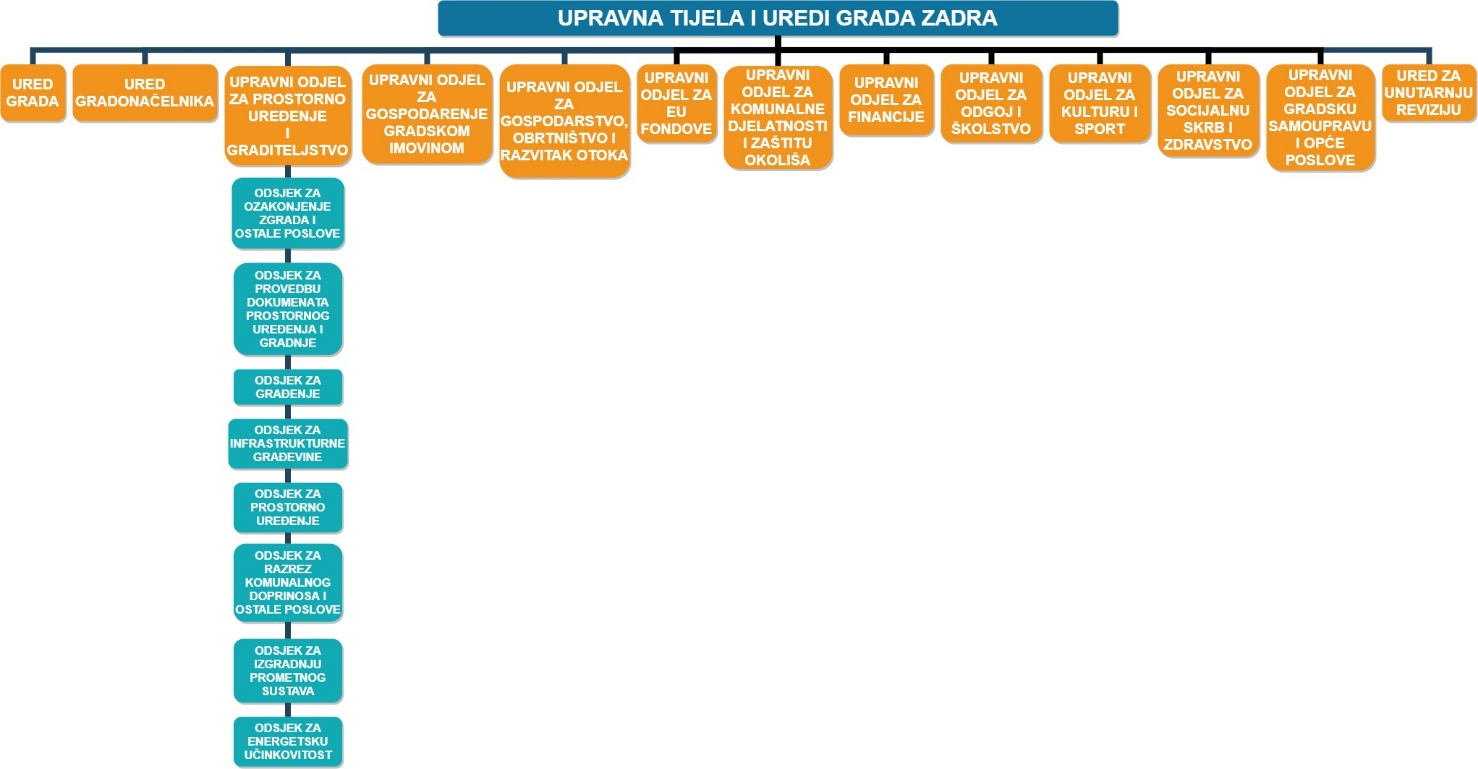 UPRAVNA TIJELA I UREDI GRADA ZADRA
URED
GRADA
URED
GRADONAČELNIKA
UPRAVNI ODJEL
ZA PROSTORNO
UREĐENJE
I
GRADITELJSTVO
UPRAVNI ODJEL
ZA
GOSPODARENJE
GRADSKOM
IMOVINOM
UPRAVNI ODJEL
ZA
GOSPODARSTVO,
OBRTNIŠTVO I
RAZVITAK OTOKA
UPRAVNI
ODJEL ZA
EU
FONDOVE
UPRAVNI
ODJEL ZA
KOMUNALNE
DJELATNOSTI
I ZAŠTITU
OKOLIŠA
UPRAVNI
ODJEL ZA
FINANCIJE
UPRAVNI
ODJEL ZA
ODGOJ I
ŠKOLSTVO
UPRAVNI
ODJEL ZA
KULTURU I
SPORT
UPRAVNI
ODJEL ZA
SOCIJALNU
SKRB I
ZDRAVSTVO
UPRAVNI
ODJEL ZA
GRADSKU
SAMOUPRAVU
I OPĆE
POSLOVE
URED ZA
UNUTARNJU
REVIZIJU
ODSJEK ZA
OZAKONJENJE
ZGRADA I
OSTALE POSLOVE
ODSJEK ZA
PROVEDBU
DOKUMENATA
PROSTORNOG
UREĐENJA I
GRADNJE
ODSJEK ZA
GRAĐENJE
ODSJEK ZA
INFRASTRUKTURNE
GRAĐEVINE
ODSJEK ZA
PROSTORNO
UREĐENJE
ODSJEK ZA
RAZREZ
KOMUNALNOG
DOPRINOSA I
OSTALE POSLOVE
ODSJEK ZA
IZGRADNJU
PROMETNOG
SUSTAVA
ODSJEK ZA
ENERGETSKU
UČINKOVITOST